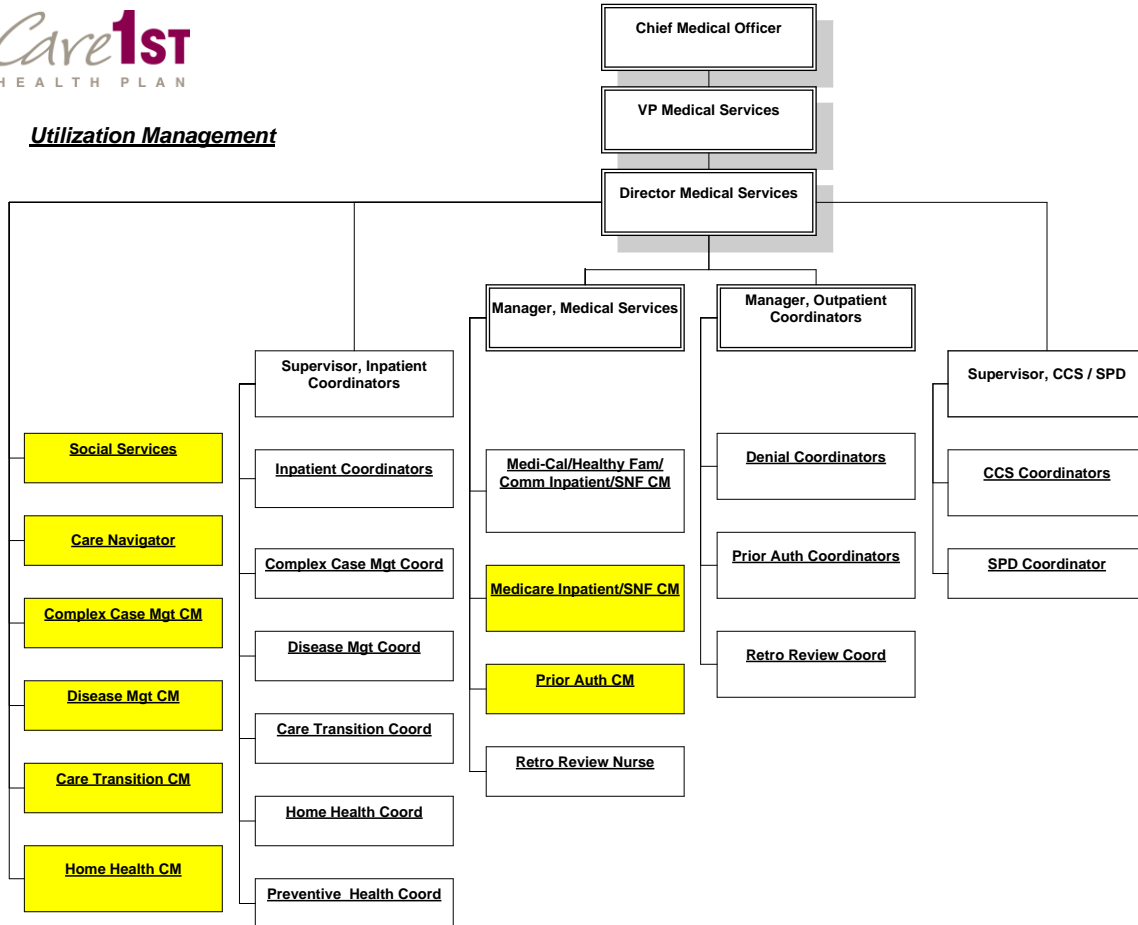 Care1ST
HEALTH PLAN
Utilization Management
Chief Medical Officer
VP Medical Services
Director Medical Services
Manager, Medical Services
Manager, Outpatient
Coordinators
Supervisor, Inpatient
Coordinators
Supervisor, CCS / SPD
Social Services
Care Navigator
Complex Case Mgt CM
Disease Mgt CM
Care Transition CM
Home Health CM
Inpatient Coordinators
Complex Case Mgt Coord
Disease Mgt Coord
Care Transition Coord
Home Health Coord
Preventive Health Coord
Medi-Cal/Healthy Fam/
Comm Inpatient/SNF CM
Medicare Inpatient/SNF CM
Prior Auth CM
Retro Review Nurse
Denial Coordinators
Prior Auth Coordinators
Retro Review Coord
CCS Coordinators
SPD Coordinator